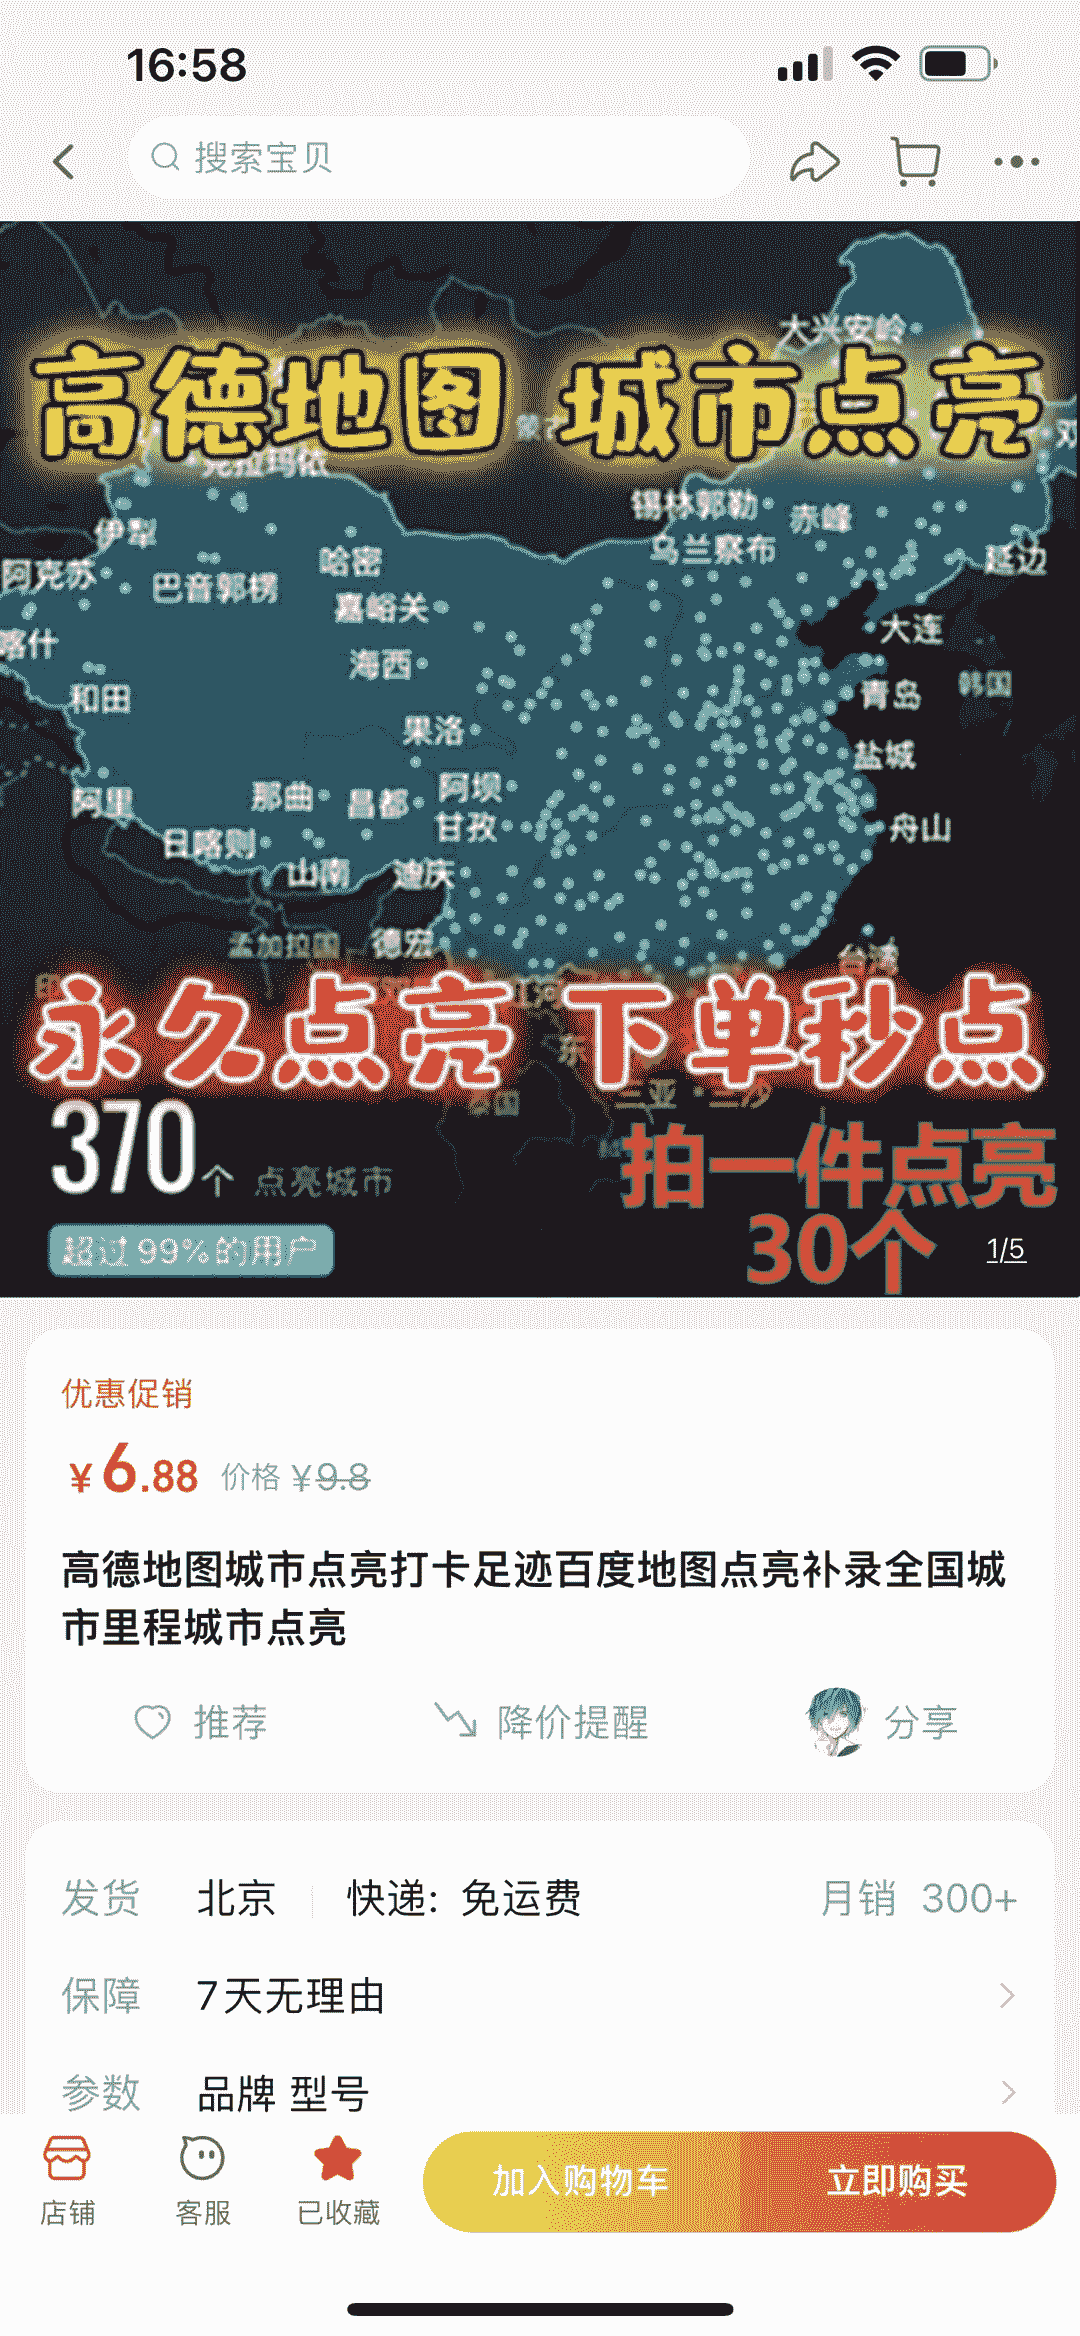 16:58
搜索宝贝
大兴安岭
高德地图 城市点亮
克拉玛依
锡林郭勒
赤峰
伊犁
乌兰察布
哈密
延边
阿克苏
巴音郭楞
嘉峪关
大连
喀什
海西
韩国
和田
青岛
果洛
盐城
阿里
那曲
昌都
阿坝
甘孜
舟山
日喀则
山南
迪庆
孟加拉国
德宏
台湾
永久点亮 下单秒点
泰国
三亚
三沙
370个 点亮城市
拍一件点亮
30个
超过99%的用户
1/5
优惠促销
¥6.88 价格 ¥9.8
高德地图城市点亮打卡足迹百度地图点亮补录全国城
市里程城市点亮
推荐
降价提醒
分享
发货 北京 快递: 免运费 月销 300+
保障 7天无理由
参数 品牌 型号
店铺
客服
已收藏
加入购物车
立即购买